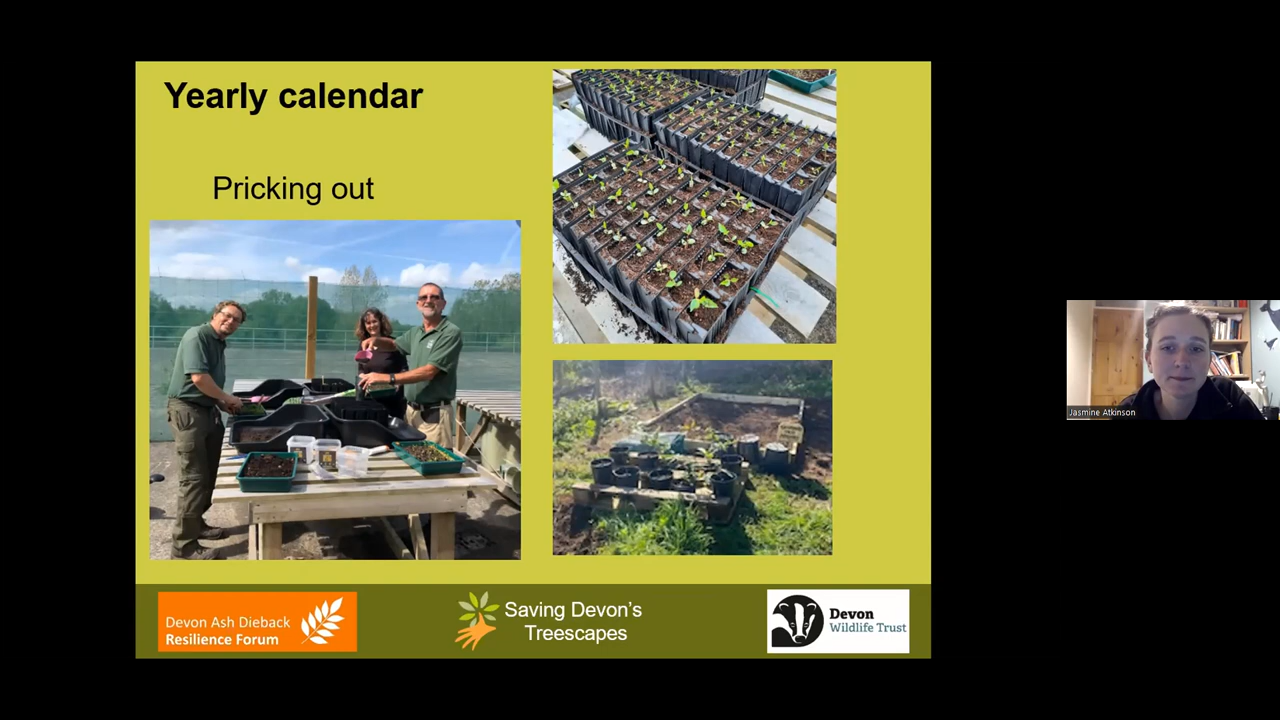 Yearly calendar
Pricking out
Jasmine Atkinson
Devon Ash Dieback
Resilience Forum
Saving Devon's
Treescapes
Devon
Wildlife Trust